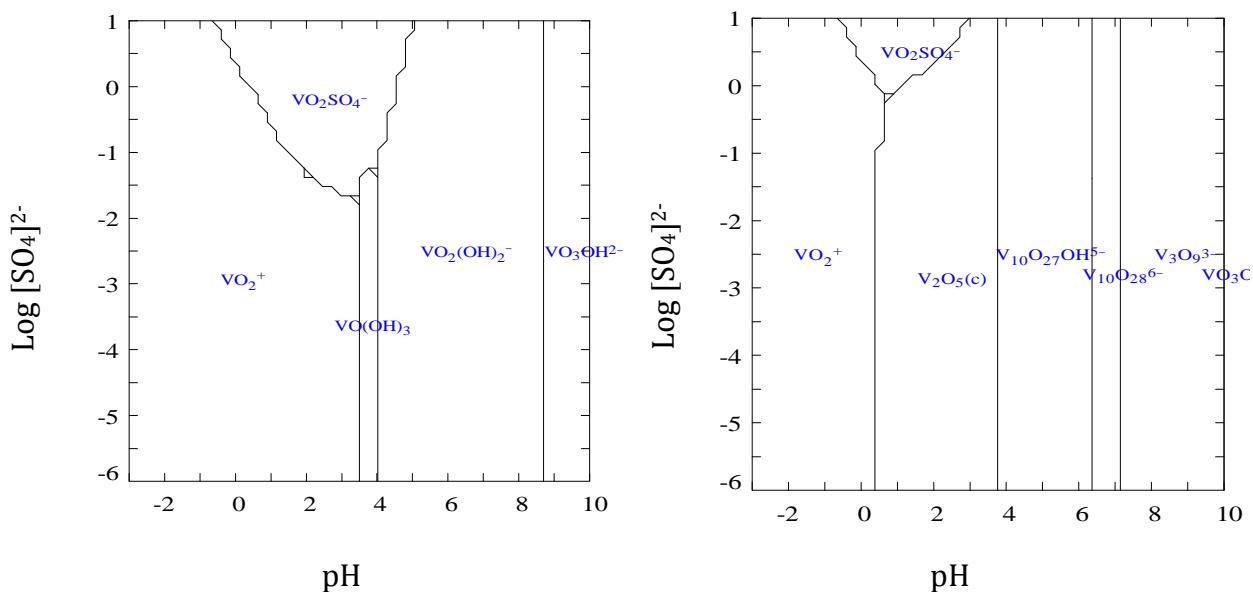 1
0
-1
-2
-3
-4
-5
-6
0 2 4 6 8 10
pH
Log [SO₄]²⁻
VO₂SO₄⁻
VO₂⁺
VO(OH)₃
VO₂(OH)₂⁻
VO₃OH²⁻
1
0
-1
-2
-3
-4
-5
-6
-2 0 2 4 6 8 10
pH
Log [SO₄]²⁻
VO₂SO₄⁻
VO₂⁺
V₂O₅(c)
V₁₀O₂₇OH⁵⁻
V₁₀O₂₈⁶⁻
V₃O₉³⁻
VO₃O